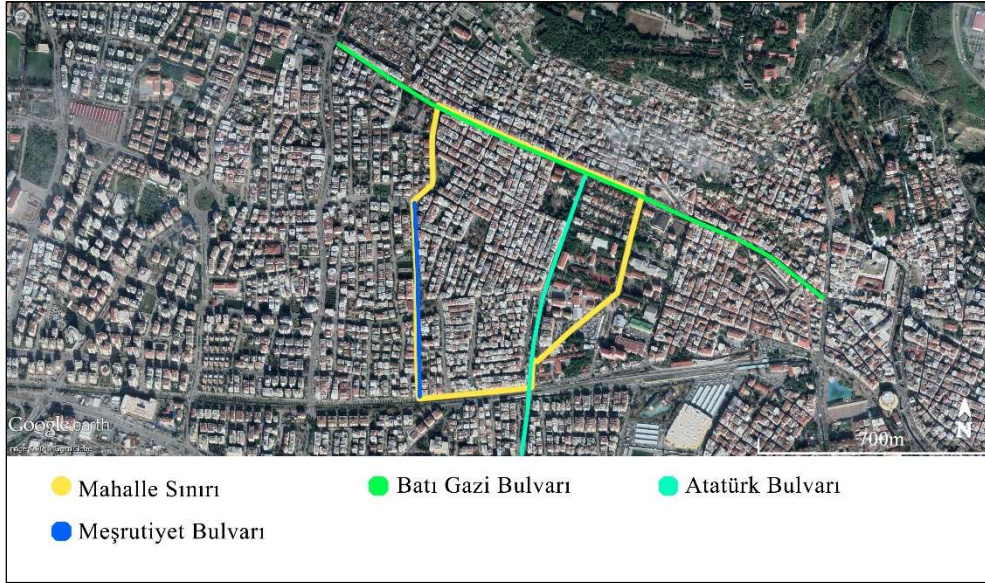 Google earth
N
700m
Mahalle Sınırı
Batı Gazi Bulvarı
Atatürk Bulvarı
Meşrutiyet Bulvarı